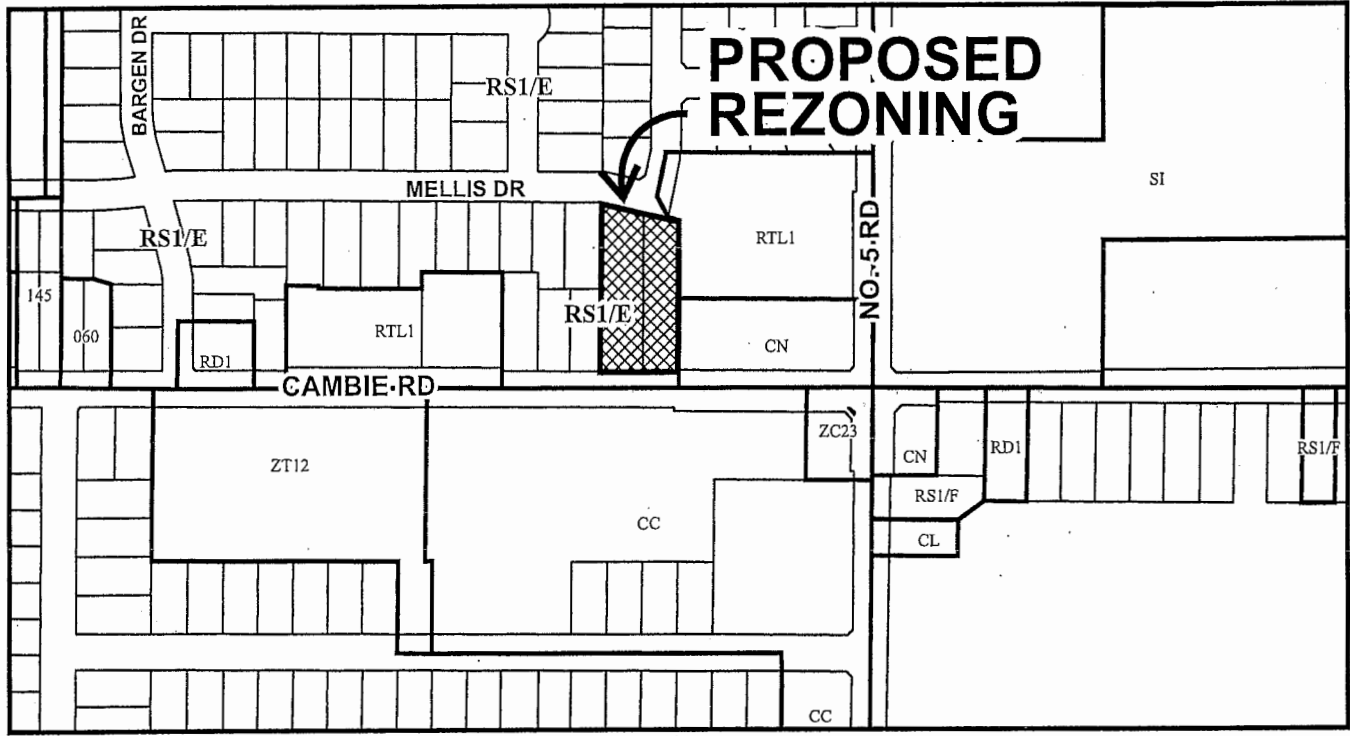 BARGEN DR
RS1/E
PROPOSED
REZONING
MELLIS DR
SI
RS1/E
RTL1
NO. 5 RD
145
060
RD1
RTL1
RS1/E
CN
CAMBIE RD
ZT12
CC
ZC23
CN
RD1
RS1/F
RS1/F
CL
CC